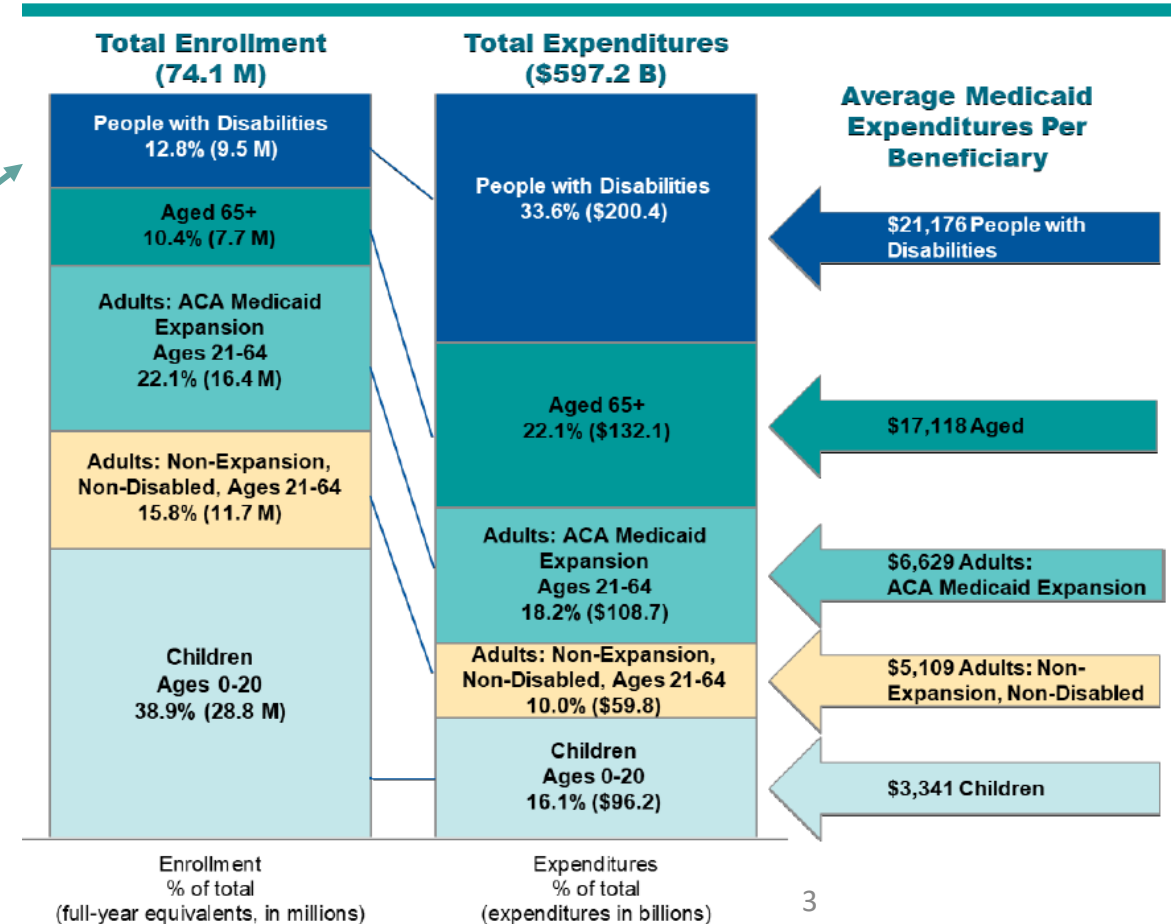 Total Enrollment
(74.1 M)
People with Disabilities
12.8% (9.5 M)
Aged 65+
10.4% (7.7 M)
Adults: ACA Medicaid
Expansion
Ages 21-64
22.1% (16.4 M)
Adults: Non-Expansion,
Non-Disabled, Ages 21-64
15.8% (11.7 M)
Children
Ages 0-20
38.9% (28.8 M)
Enrollment
% of total
(full-year equivalents, in millions)
Total Expenditures
($597.2 B)
People with Disabilities
33.6% ($200.4)
Aged 65+
22.1% ($132.1)
Adults: ACA Medicaid
Expansion
Ages 21-64
18.2% ($108.7)
Adults: Non-Expansion,
Non-Disabled, Ages 21-64
10.0% ($59.8)
Children
Ages 0-20
16.1% ($96.2)
Expenditures
% of total
(expenditures in billions)
Average Medicaid
Expenditures Per
Beneficiary
$21,176 People with
Disabilities
$17,118 Aged
$6,629 Adults:
ACA Medicaid Expansion
$5,109 Adults: Non-
Expansion, Non-Disabled
$3,341 Children
3